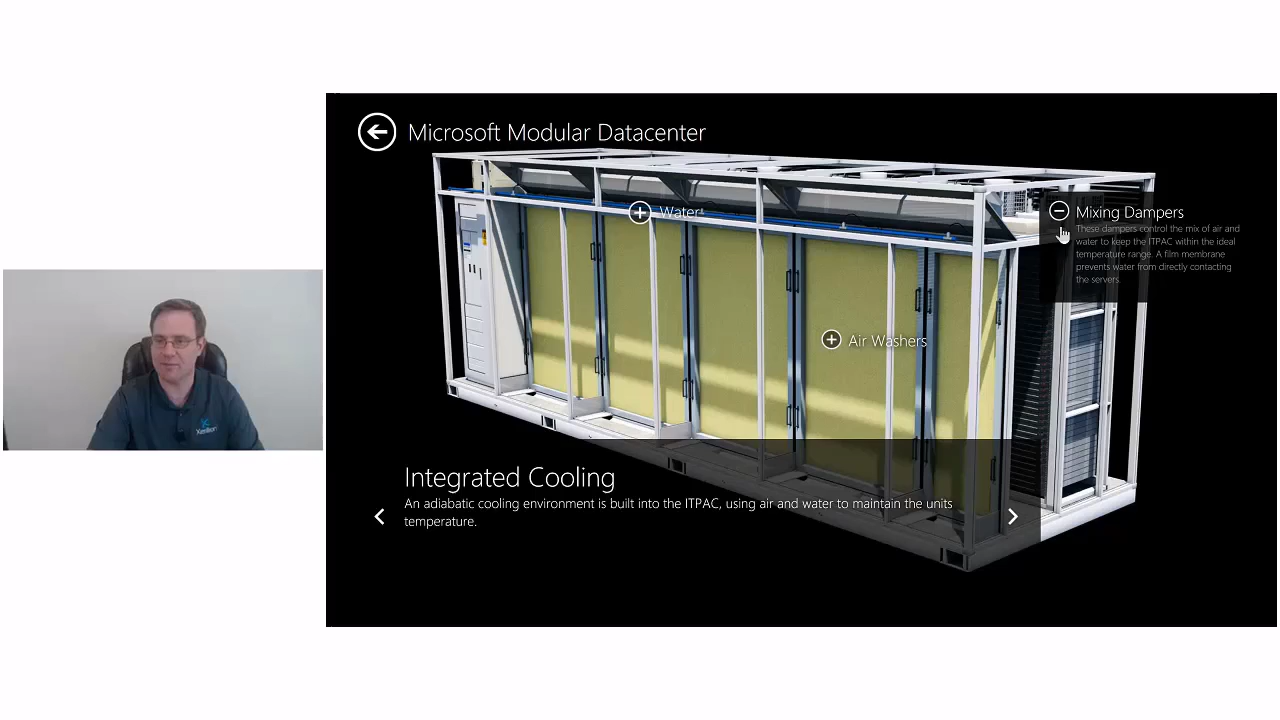 Microsoft Modular Datacenter
Water
Mixing Dampers
These dampers control the mix of air and
water to keep the ITPAC within the ideal
temperature range. A film membrane
prevents water from directly contacting
the servers.
Air Washers
Integrated Cooling
An adiabatic cooling environment is built into the ITPAC, using air and water to maintain the units
temperature.